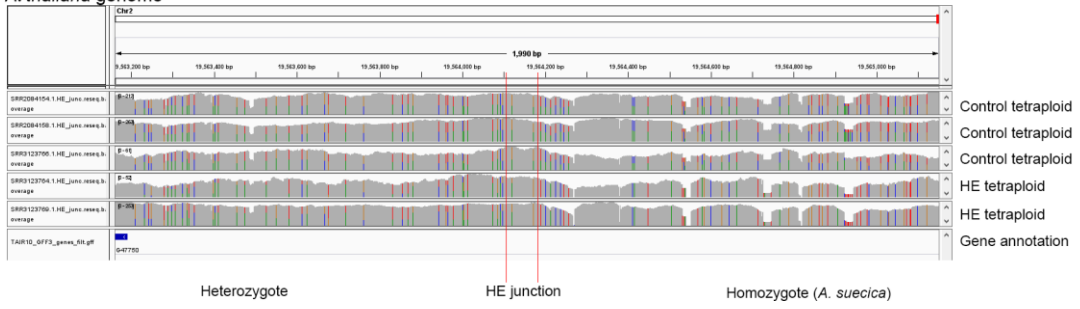 A.thaliana genome
Chr2
1,990 bp
19,563,400 bp 19,563,600 bp 19,563,800 bp 19,564,000 bp 19,564,200 bp 19,564,400 bp 19,564,600 bp 19,564,800 bp 19,565,000 bp
SRR2084154.1.HE_junc.reseq.b. Control tetraploid
overage
SRR2084158.1.HE_junc.reseq.b. Control tetraploid
overage
SRR3123766.1.HE_junc.reseq.b. Control tetraploid
overage
SRR3123764.1.HE_junc.reseq.b. HE tetraploid
overage
SRR3123769.1.HE_junc.reseq.b. HE tetraploid
overage
TAIR10_GFF3_genes_filt.gff Gene annotation
G47750
Heterozygote HE junction Homozygote (A. suecica)